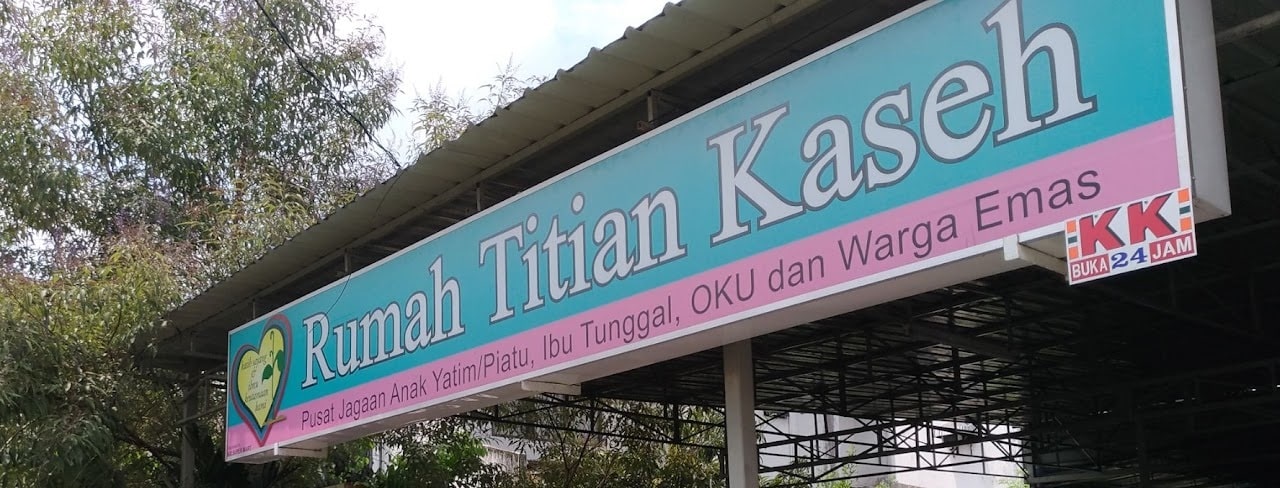 Rumah Titian Kaseh
Pusat Jagaan Anak Yatim/Piatu, Ibu Tunggal, OKU dan Warga Emas
KK
BUKA 24 JAM